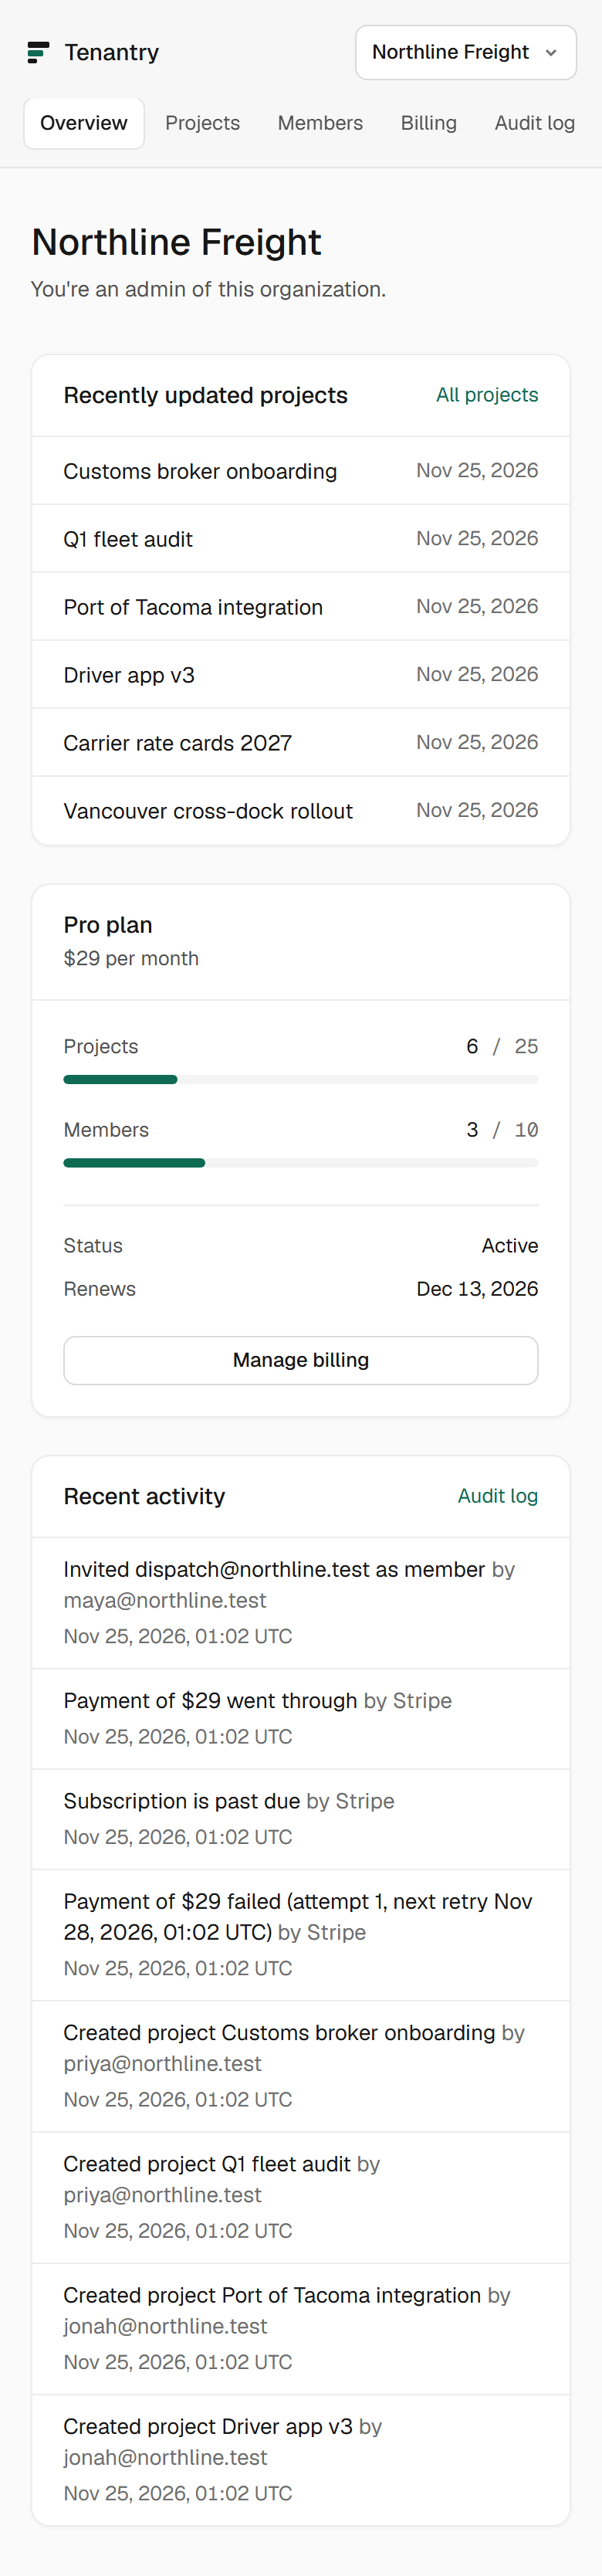 Tenantry
Northline Freight
Overview
Projects
Members
Billing
Audit log
Northline Freight
You're an admin of this organization.
Recently updated projects
All projects
Customs broker onboarding
Nov 25, 2026
Q1 fleet audit
Nov 25, 2026
Port of Tacoma integration
Nov 25, 2026
Driver app v3
Nov 25, 2026
Carrier rate cards 2027
Nov 25, 2026
Vancouver cross-dock rollout
Nov 25, 2026
Pro plan
$29 per month
Projects
6 / 25
Members
3 / 10
Status
Active
Renews
Dec 13, 2026
Manage billing
Recent activity
Audit log
Invited dispatch@northline.test as member by
maya@northline.test
Nov 25, 2026, 01:02 UTC
Payment of $29 went through by Stripe
Nov 25, 2026, 01:02 UTC
Subscription is past due by Stripe
Nov 25, 2026, 01:02 UTC
Payment of $29 failed (attempt 1, next retry Nov
28, 2026, 01:02 UTC) by Stripe
Nov 25, 2026, 01:02 UTC
Created project Customs broker onboarding by
priya@northline.test
Nov 25, 2026, 01:02 UTC
Created project Q1 fleet audit by
priya@northline.test
Nov 25, 2026, 01:02 UTC
Created project Port of Tacoma integration by
jonah@northline.test
Nov 25, 2026, 01:02 UTC
Created project Driver app v3 by
jonah@northline.test
Nov 25, 2026, 01:02 UTC